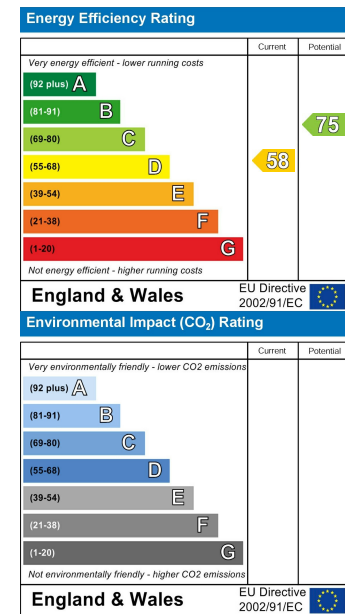 Energy Efficiency Rating
Current Potential
Very energy efficient - lower running costs
(92 plus) A
(81-91) B
(69-80) C
(55-68) D
(39-54) E
(21-38) F
(1-20) G
75
58
Not energy efficient - higher running costs
England & Wales
EU Directive
2002/91/EC
Environmental Impact (CO₂) Rating
Current Potential
Very environmentally friendly - lower CO2 emissions
(92 plus) A
(81-91) B
(69-80) C
(55-68) D
(39-54) E
(21-38) F
(1-20) G
Not environmentally friendly - higher CO2 emissions
England & Wales
EU Directive
2002/91/EC